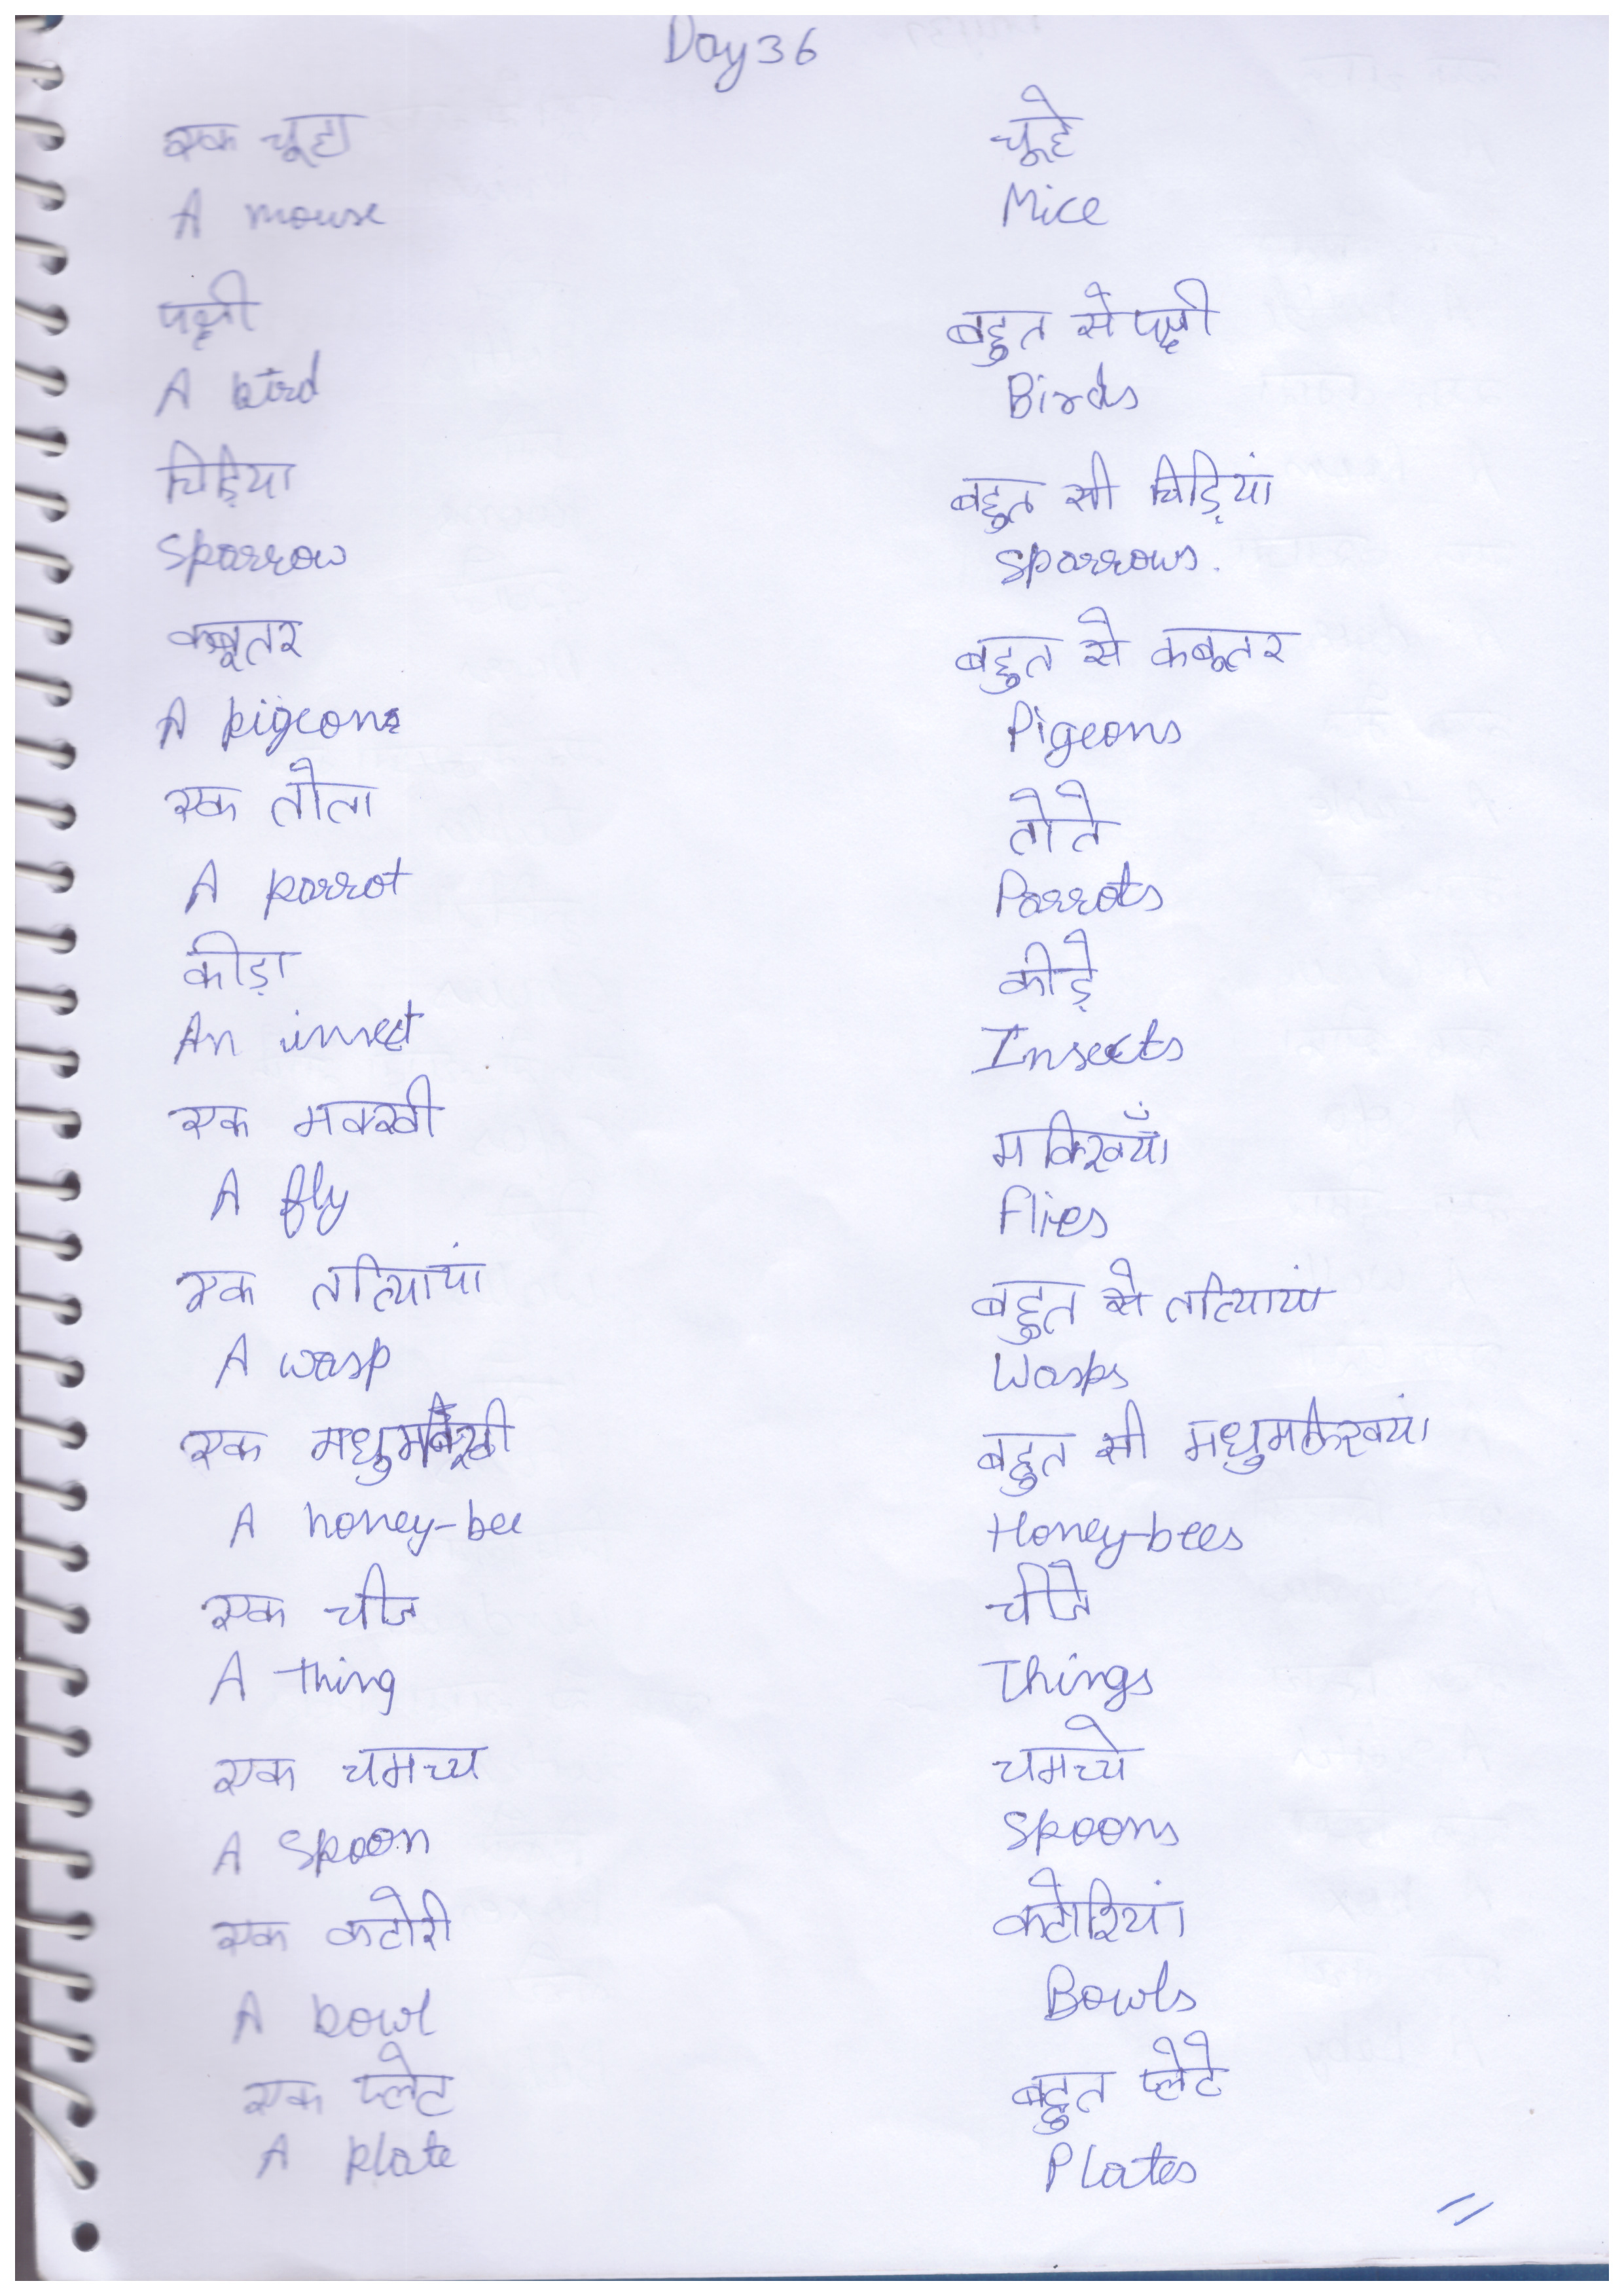 Day 36
एक चूहा
चूहे
A mouse
Mice
पक्षी
बहुत से पक्षी
A bird
Birds
चिड़िया
बहुत सी चिड़ियां
Sparrow
Sparrows.
कबूतर
बहुत से कबूतर
A pigeon
Pigeons
एक तोता
तोते
A parrot
Parrots
कीड़ा
कीड़े
An insect
Insects
एक मक्खी
मक्खियाँ
A fly
Flies
एक ततियायां
बहुत से ततियायां
A wasp
Wasps
एक मधुमक्खी
बहुत सी मधुमक्खियां
A honey-bee
Honey-bees
एक चीज
चीजे
A thing
Things
एक चमच्च
चमच्चे
A Spoon
Spoons
एक कटोरी
कटोरियां
A bowl
Bowls
एक प्लेट
बहुत प्लेटे
A plate
Plates